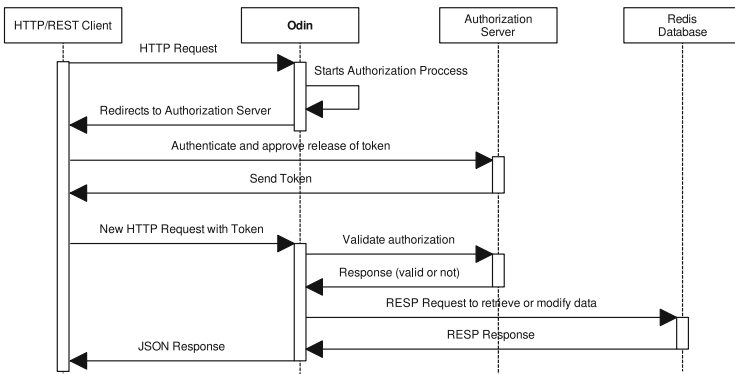 HTTP/REST Client
Odin
Authorization
Server
Redis
Database
HTTP Request
Starts Authorization Proccess
Redirects to Authorization Server
Authenticate and approve release of token
Send Token
New HTTP Request with Token
Validate authorization
Response (valid or not)
RESP Request to retrieve or modify data
RESP Response
JSON Response